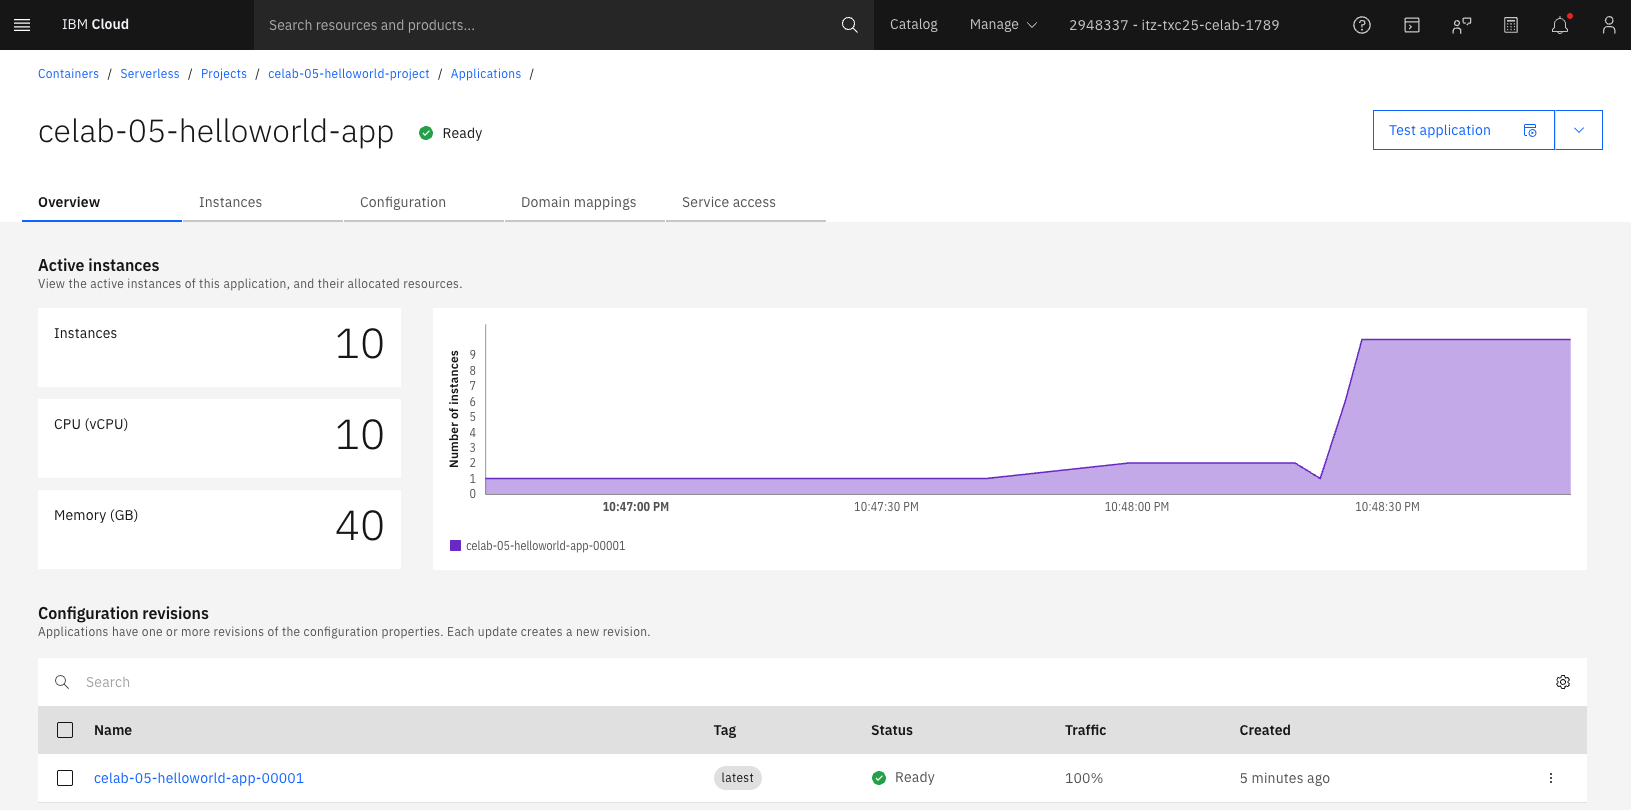 IBM Cloud
Search resources and products...
Catalog
Manage
2948337 - itz-txc25-celab-1789
Containers / Serverless / Projects / celab-05-helloworld-project / Applications /
celab-05-helloworld-app
Ready
Test application
Overview
Instances
Configuration
Domain mappings
Service access
Active instances
View the active instances of this application, and their allocated resources.
Instances
10
CPU (vCPU)
10
Memory (GB)
40
Number of instances
9
8
7
6
5
4
3
2
1
0
10:47:00 PM
10:47:30 PM
10:48:00 PM
10:48:30 PM
celab-05-helloworld-app-00001
Configuration revisions
Applications have one or more revisions of the configuration properties. Each update creates a new revision.
Search
Name Tag Status Traffic Created
celab-05-helloworld-app-00001 latest Ready 100% 5 minutes ago